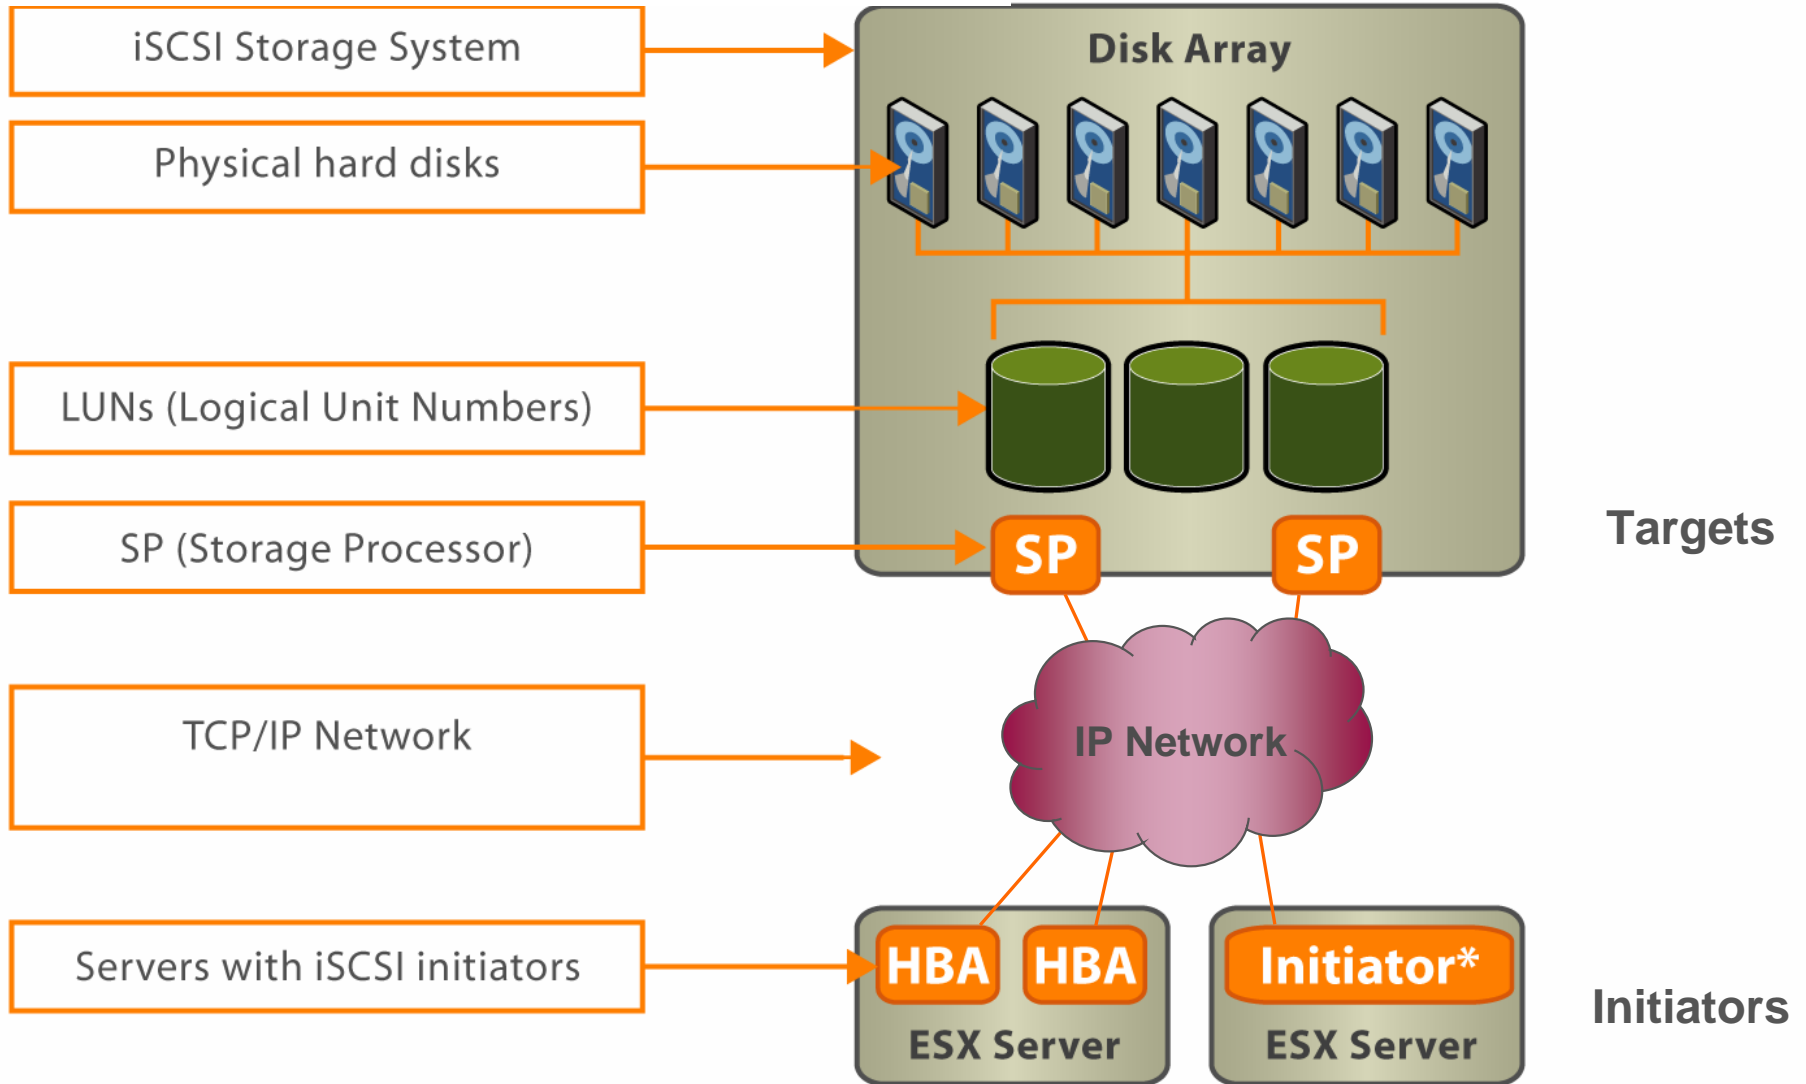 iSCSI Storage System
Disk Array
Physical hard disks
LUNs (Logical Unit Numbers)
SP (Storage Processor)
SP
SP
Targets
TCP/IP Network
IP Network
Servers with iSCSI initiators
HBA
HBA
Initiator*
Initiators
ESX Server
ESX Server